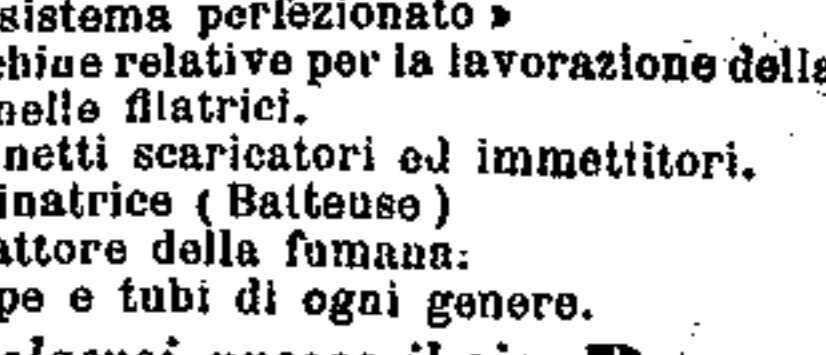 sistema perfezionato »
chine relative per la lavorazione della
nelle filatrici.
netti scaricatori ed immettitori.
inatrice ( Batteuse )
attore della fumana:
pe e tubi di ogni genere.